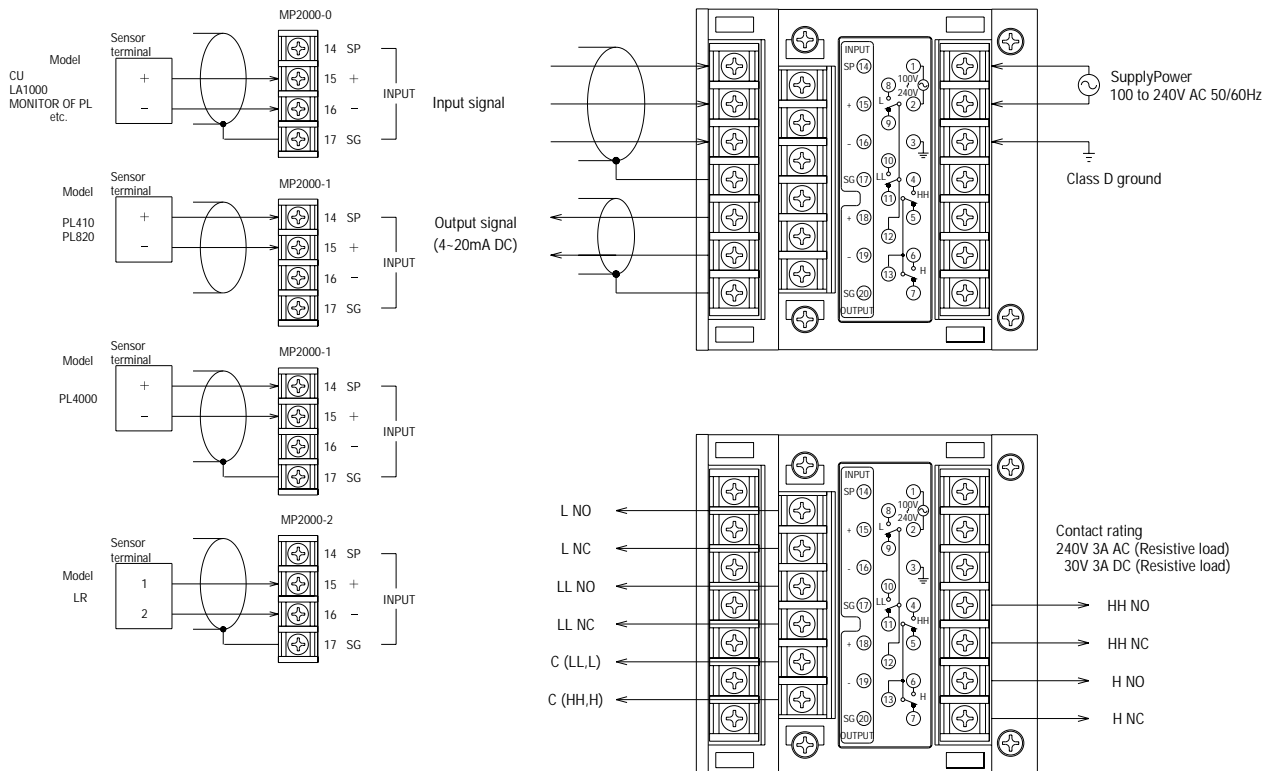 MP2000-0
Sensor
terminal
Model
CU
LA1000
MONITOR OF PL
etc.
+
−
14 SP
15 +
16 −
17 SG
INPUT
MP2000-1
Sensor
terminal
Model
PL410
PL820
+
−
14 SP
15 +
16 −
17 SG
INPUT
MP2000-1
Sensor
terminal
Model
PL4000
+
−
14 SP
15 +
16 −
17 SG
INPUT
MP2000-2
Sensor
terminal
Model
LR
1
2
14 SP
15 +
16 −
17 SG
INPUT
Input signal
Output signal
(4~20mA DC)
INPUT
SP 14
+ 15
- 16
SG 17
+ 18
- 19
SG 20
OUTPUT
1
100V
240V
8
L
2
9
3
10
LL
4
11
HH
5
12
6
13
H
7
SupplyPower
100 to 240V AC 50/60Hz
Class D ground
L NO
L NC
LL NO
LL NC
C (LL,L)
C (HH,H)
INPUT
SP 14
+ 15
- 16
SG 17
+ 18
- 19
SG 20
OUTPUT
1
100V
/
240V
8
L
2
9
3
10
LL
4
11
HH
5
12
6
13
H
7
Contact rating
240V 3A AC (Resistive load)
30V 3A DC (Resistive load)
HH NO
HH NC
H NO
H NC